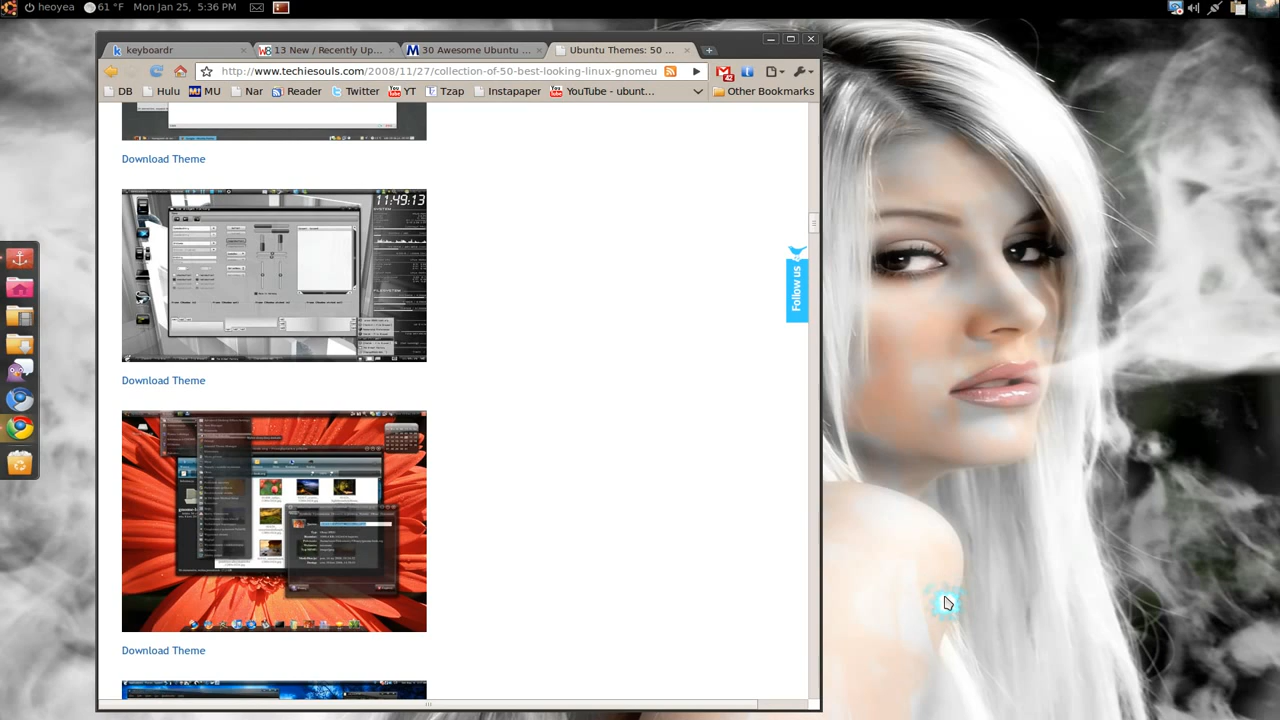 heoyea 61 °F Mon Jan 25, 5:36 PM
keyboardr 13 New / Recently Up... 30 Awesome Ubuntu ... Ubuntu Themes: 50 ...
http://www.techiesouls.com/2008/11/27/collection-of-50-best-looking-linux-gnomeu
42
DB Hulu MU Nar Reader Twitter YT Tzap Instapaper YouTube - ubunt... Other Bookmarks
Download Theme
11:49:13
Follow us
Download Theme
Download Theme